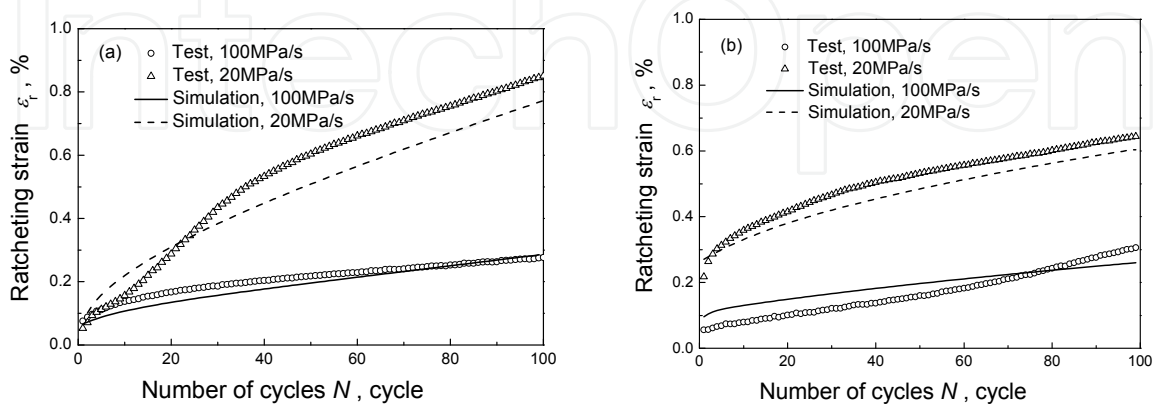 IntechOpen
(a)
Test, 100MPa/s
Test, 20MPa/s
Simulation, 100MPa/s
Simulation, 20MPa/s
Ratcheting strain εr , %
1.0
0.8
0.6
0.4
0.2
0.0
0 20 40 60 80 100
Number of cycles N , cycle
(b)
Test, 100MPa/s
Test, 20MPa/s
Simulation, 100MPa/s
Simulation, 20MPa/s
Ratcheting strain εr , %
1.0
0.8
0.6
0.4
0.2
0.0
0 20 40 60 80 100
Number of cycles N , cycle